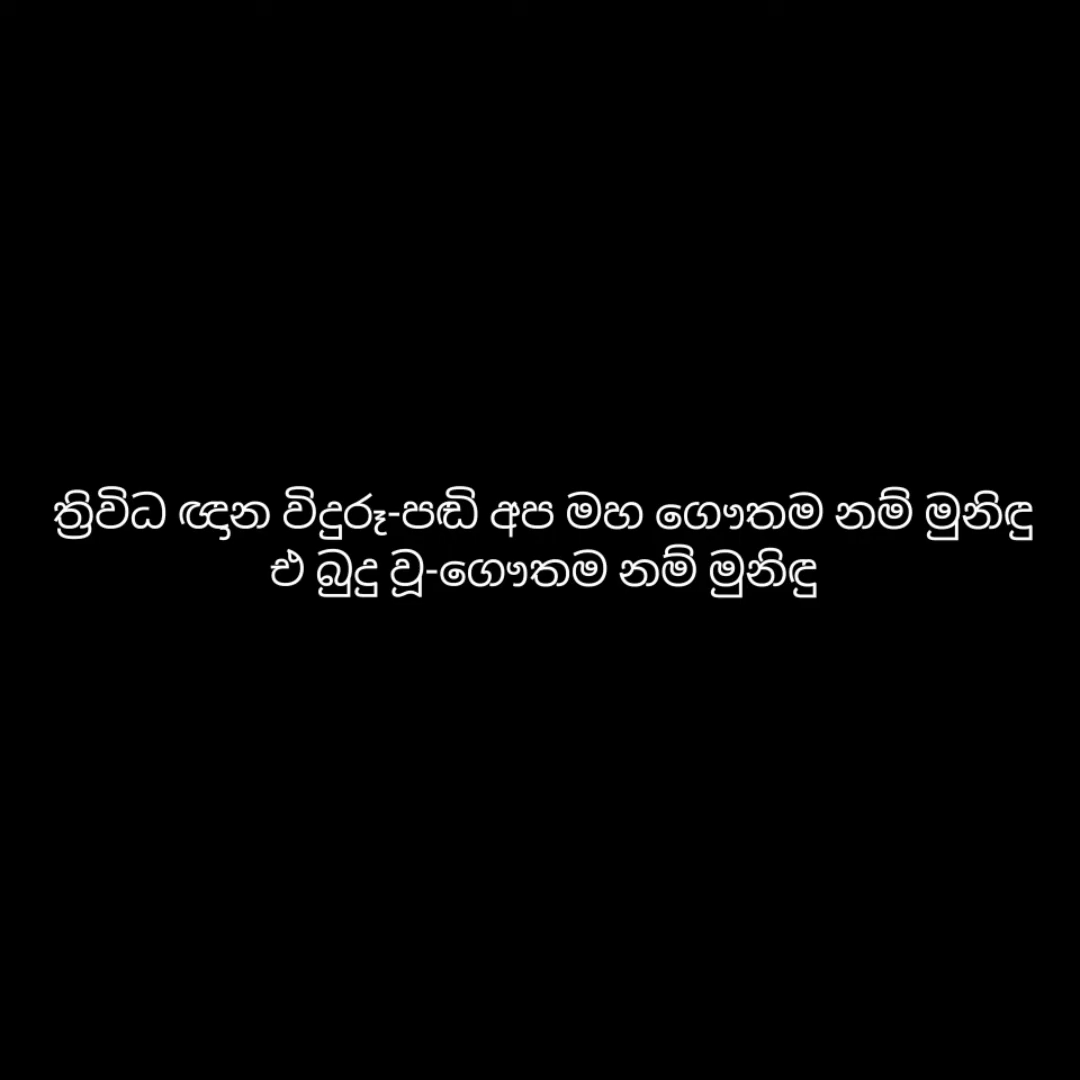 ත්‍රිවිධ ඥාන විදුරූ-පඬි අප මහ ගෞතම නම් මුනිඳු
එ බුදු වූ-ගෞතම නම් මුනිඳු